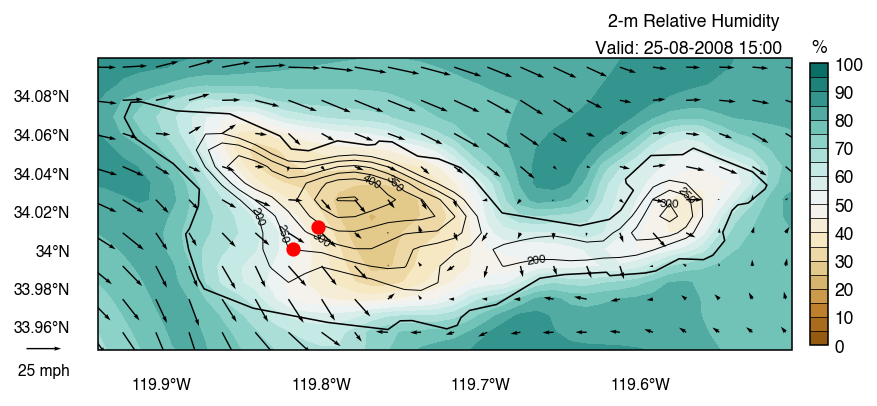 2-m Relative Humidity
Valid: 25-08-2008 15:00
%
100
90
80
70
60
50
40
30
20
10
0
34.08°N
34.06°N
34.04°N
34.02°N
34°N
33.98°N
33.96°N
25 mph
119.9°W
119.8°W
119.7°W
119.6°W
400
350
200
250
300
200
250
300